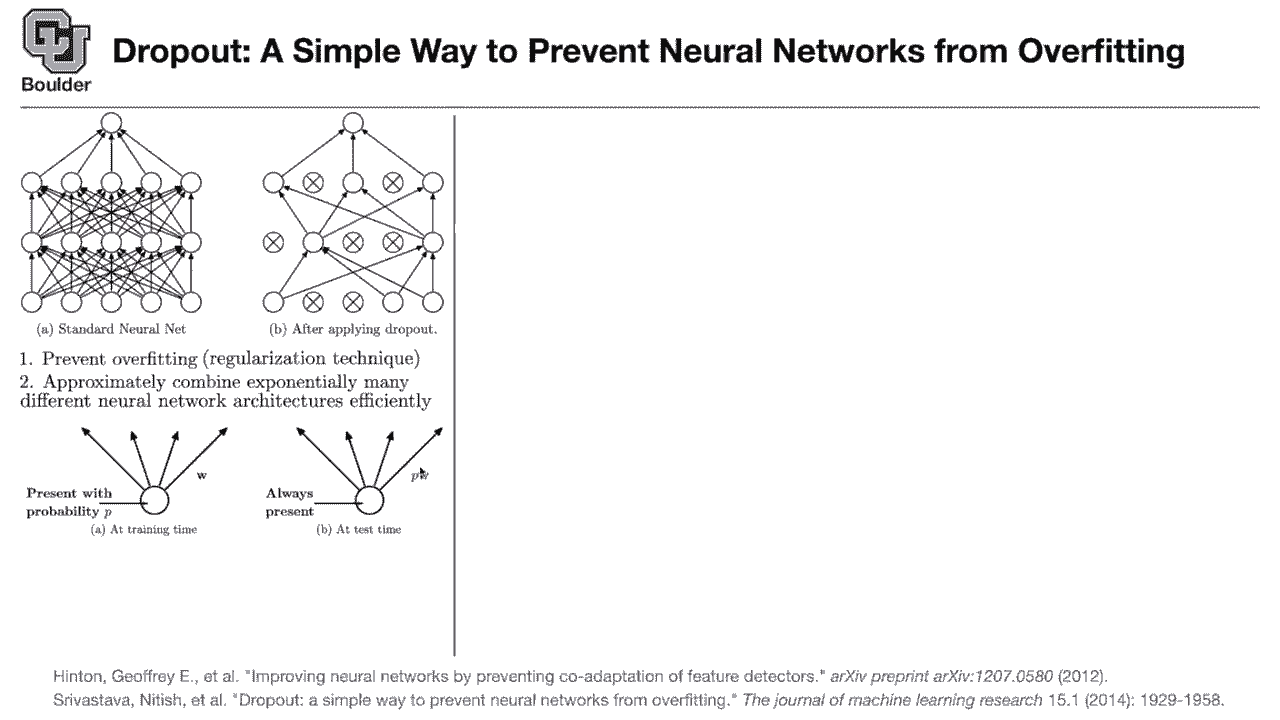 Boulder
Dropout: A Simple Way to Prevent Neural Networks from Overfitting
(a) Standard Neural Net
(b) After applying dropout.
1. Prevent overfitting (regularization technique)
2. Approximately combine exponentially many
different neural network architectures efficiently
w
Present with
probability p
(a) At training time
pw
Always
present
(b) At test time
Hinton, Geoffrey E., et al. "Improving neural networks by preventing co-adaptation of feature detectors." arXiv preprint arXiv:1207.0580 (2012).
Srivastava, Nitish, et al. "Dropout: a simple way to prevent neural networks from overfitting." The journal of machine learning research 15.1 (2014): 1929-1958.